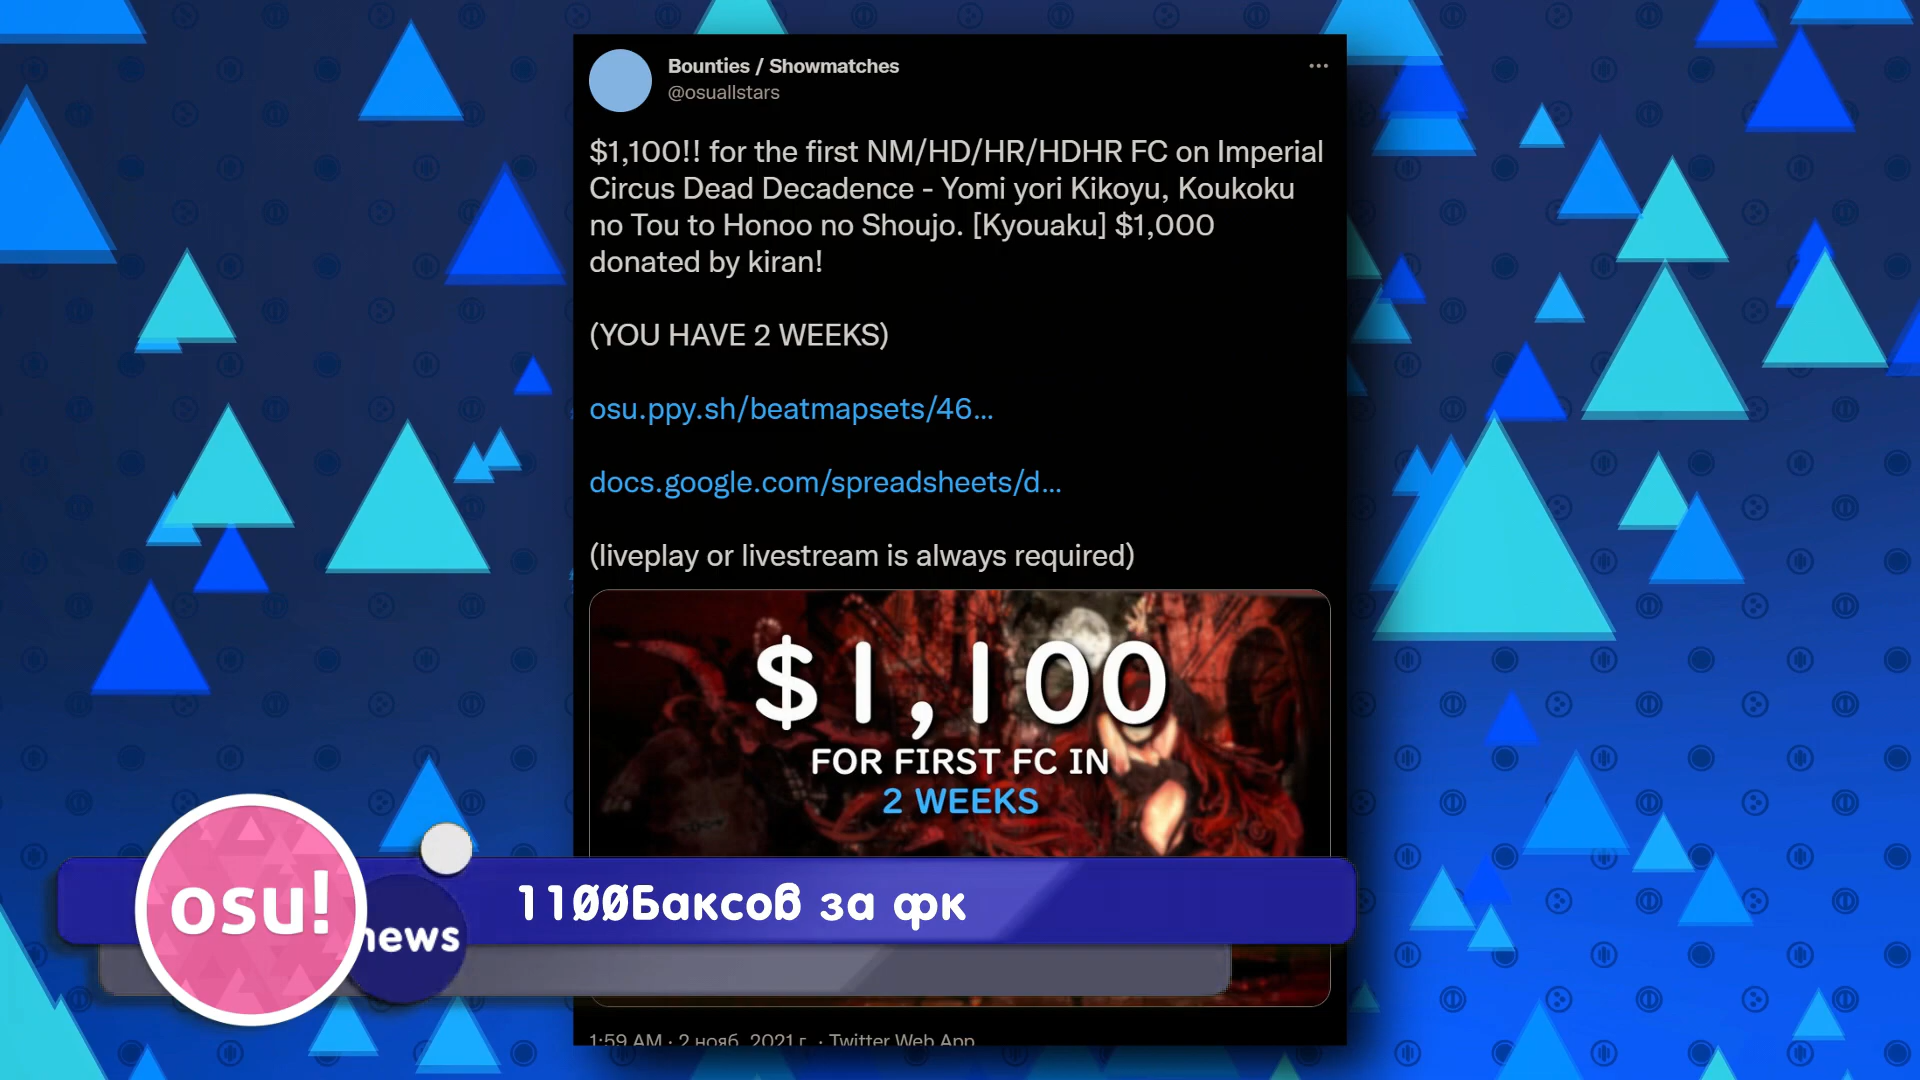 Bounties / Showmatches
@osuallstars
$1,100!! for the first NM/HD/HR/HDHR FC on Imperial
Circus Dead Decadence - Yomi yori Kikoyu, Koukoku
no Tou to Honoo no Shoujo. [Kyouaku] $1,000
donated by kiran!
(YOU HAVE 2 WEEKS)
osu.ppy.sh/beatmapsets/46...
docs.google.com/spreadsheets/d...
(liveplay or livestream is always required)
$1,100
FOR FIRST FC IN
2 WEEKS
osu!
news
1100Баксов за фк
1:59 AM · 2 нояб. 2021 г. · Twitter Web App